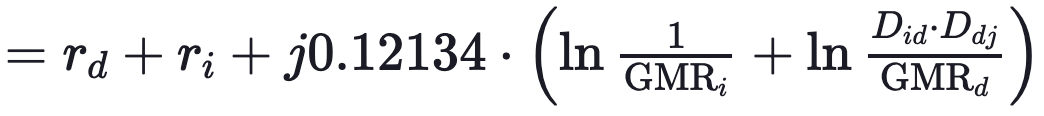 = r_d + r_i + j0.12134 · (ln 1/GMR_i + ln D_id·D_dj/GMR_d)